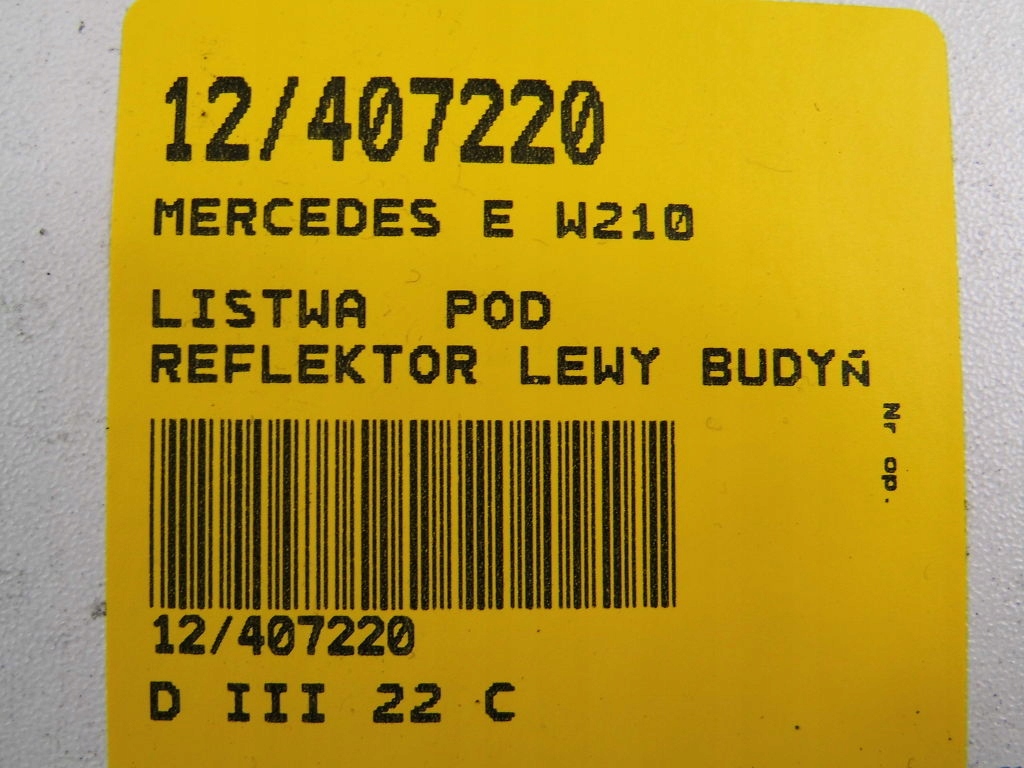 12/407220
MERCEDES E W210
LISTWA POD
REFLEKTOR LEWY BUDYŃ
Nr op.
12/407220
D III 22 C